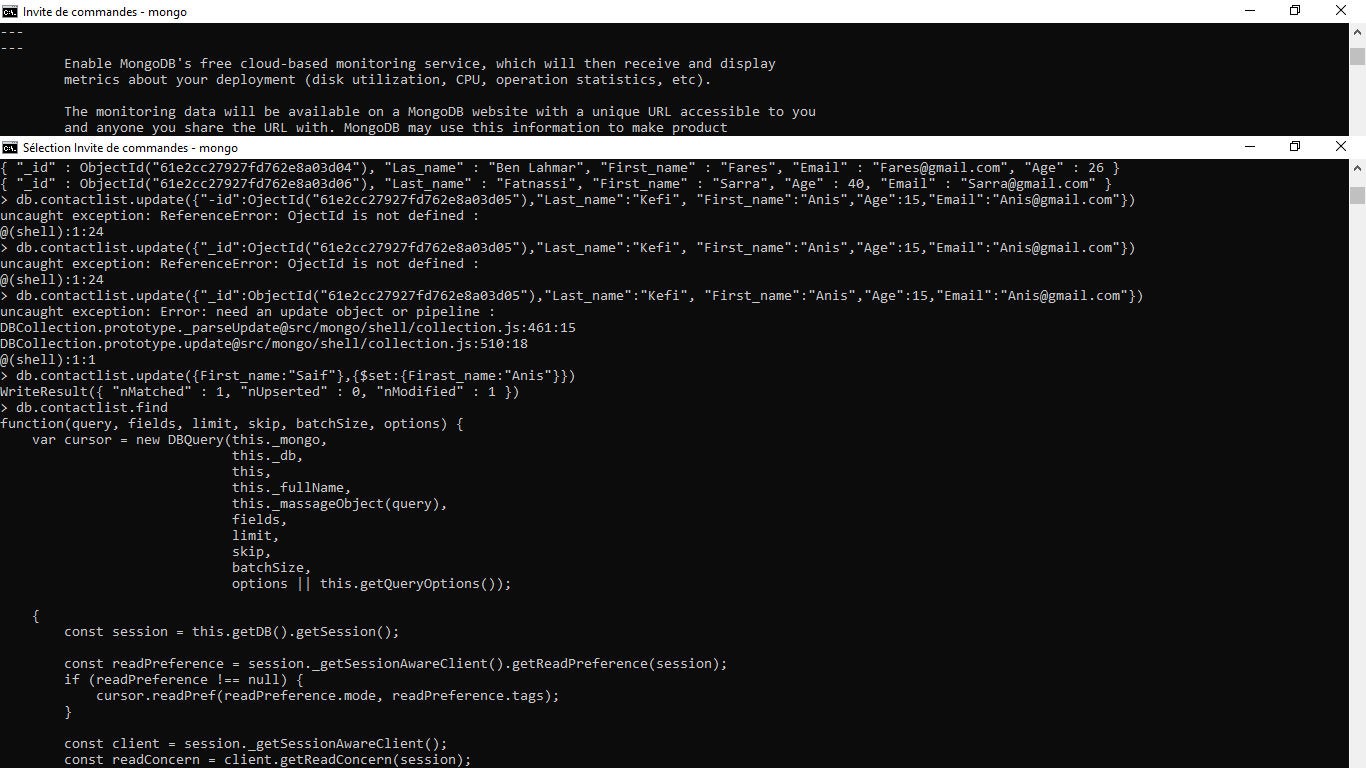 Invite de commandes - mongo
---
---
Enable MongoDB's free cloud-based monitoring service, which will then receive and display
metrics about your deployment (disk utilization, CPU, operation statistics, etc).
The monitoring data will be available on a MongoDB website with a unique URL accessible to you
and anyone you share the URL with. MongoDB may use this information to make product
Sélection Invite de commandes - mongo
{ "_id" : ObjectId("61e2cc27927fd762e8a03d04"), "Las_name" : "Ben Lahmar", "First_name" : "Fares", "Email" : "Fares@gmail.com", "Age" : 26 }
{ "_id" : ObjectId("61e2cc27927fd762e8a03d06"), "Last_name" : "Fatnassi", "First_name" : "Sarra", "Age" : 40, "Email" : "Sarra@gmail.com" }
> db.contactlist.update({"-id":OjectId("61e2cc27927fd762e8a03d05"),"Last_name":"Kefi", "First_name":"Anis","Age":15,"Email":"Anis@gmail.com"})
uncaught exception: ReferenceError: OjectId is not defined :
@(shell):1:24
> db.contactlist.update({"_id":OjectId("61e2cc27927fd762e8a03d05"),"Last_name":"Kefi", "First_name":"Anis","Age":15,"Email":"Anis@gmail.com"})
uncaught exception: ReferenceError: OjectId is not defined :
@(shell):1:24
> db.contactlist.update({"_id":ObjectId("61e2cc27927fd762e8a03d05"),"Last_name":"Kefi", "First_name":"Anis","Age":15,"Email":"Anis@gmail.com"})
uncaught exception: Error: need an update object or pipeline :
DBCollection.prototype._parseUpdate@src/mongo/shell/collection.js:461:15
DBCollection.prototype.update@src/mongo/shell/collection.js:510:18
@(shell):1:1
> db.contactlist.update({First_name:"Saif"},{$set:{Firast_name:"Anis"}})
WriteResult({ "nMatched" : 1, "nUpserted" : 0, "nModified" : 1 })
> db.contactlist.find
function(query, fields, limit, skip, batchSize, options) {
var cursor = new DBQuery(this._mongo,
this._db,
this,
this._fullName,
this._massageObject(query),
fields,
limit,
skip,
batchSize,
options || this.getQueryOptions());
{
const session = this.getDB().getSession();
const readPreference = session._getSessionAwareClient().getReadPreference(session);
if (readPreference !== null) {
cursor.readPref(readPreference.mode, readPreference.tags);
}
const client = session._getSessionAwareClient();
const readConcern = client.getReadConcern(session);